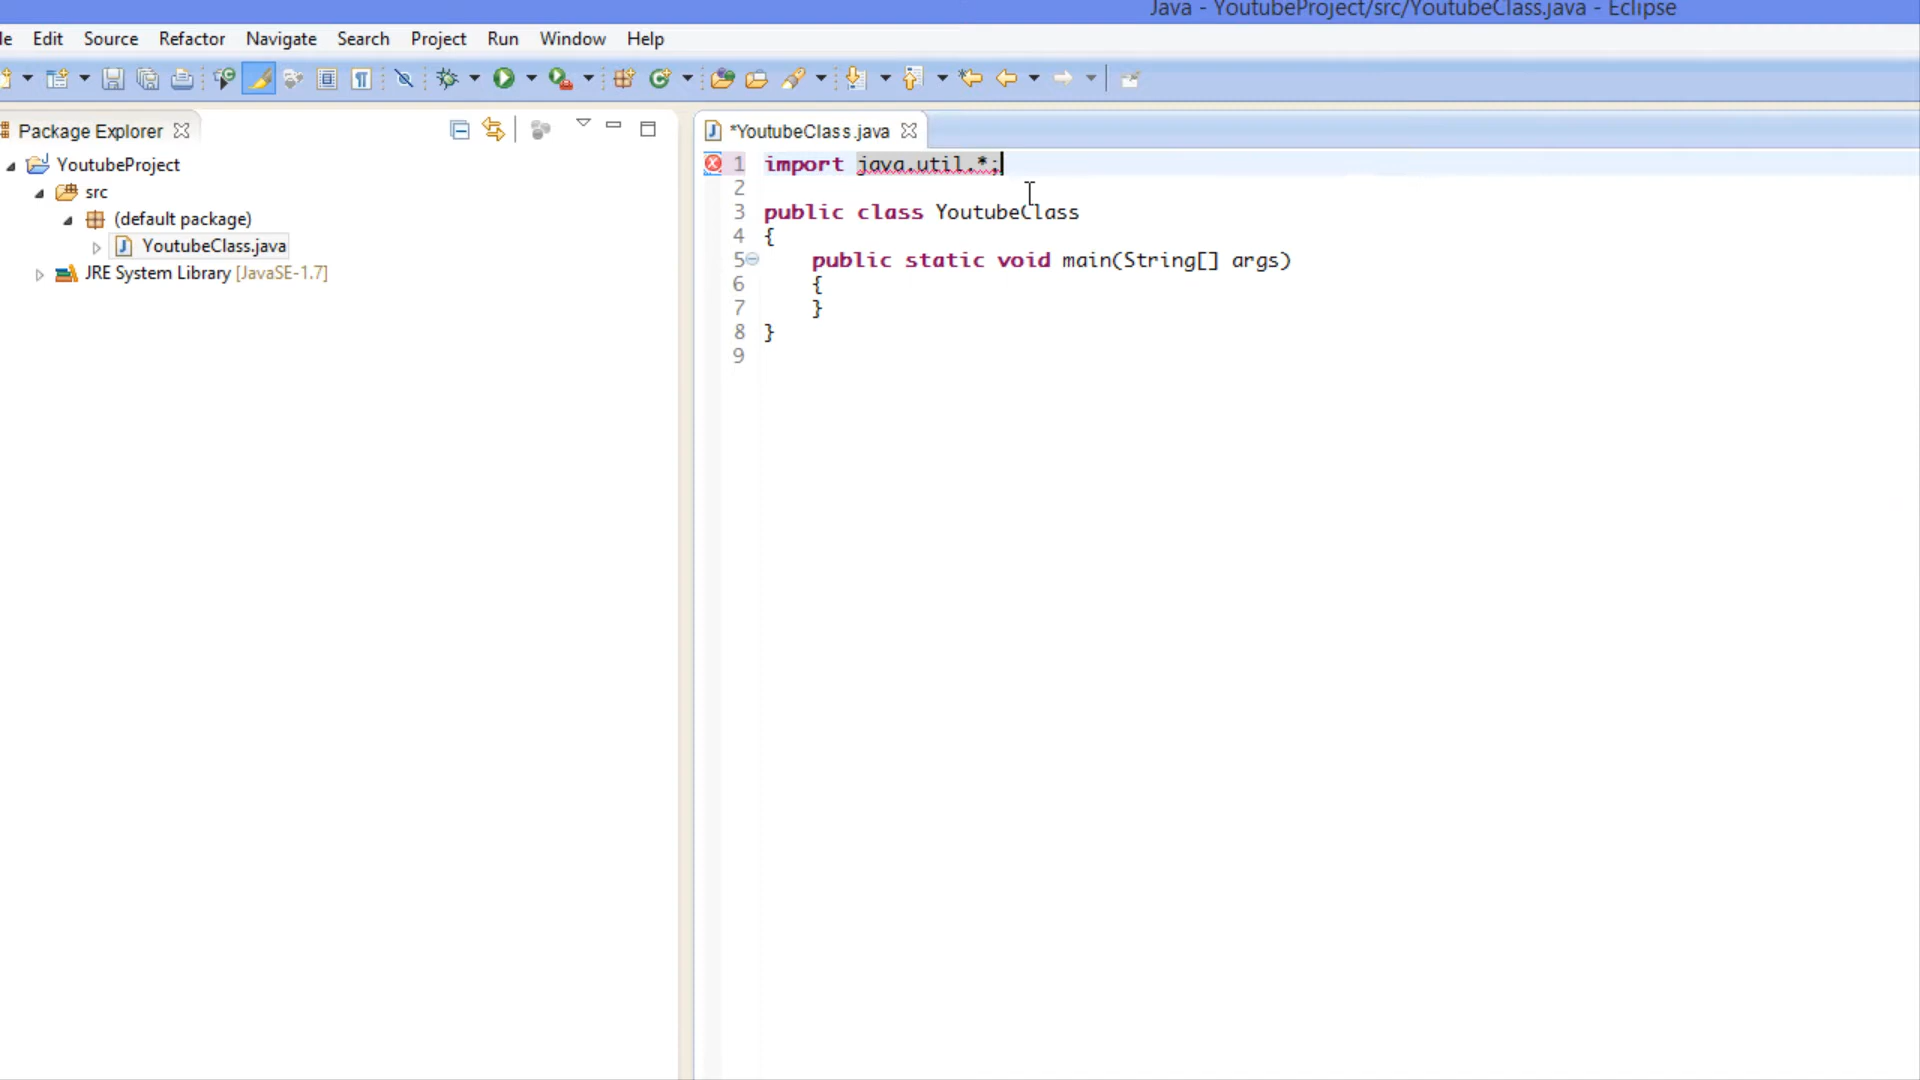 Java - YoutubeProject/src/YoutubeClass.java - Eclipse
le Edit Source Refactor Navigate Search Project Run Window Help
Package Explorer
YoutubeProject
src
(default package)
YoutubeClass.java
JRE System Library [JavaSE-1.7]
*YoutubeClass.java
1 import java.util.*;
2
3 public class YoutubeClass
4 {
5 public static void main(String[] args)
6 {
7 }
8 }
9